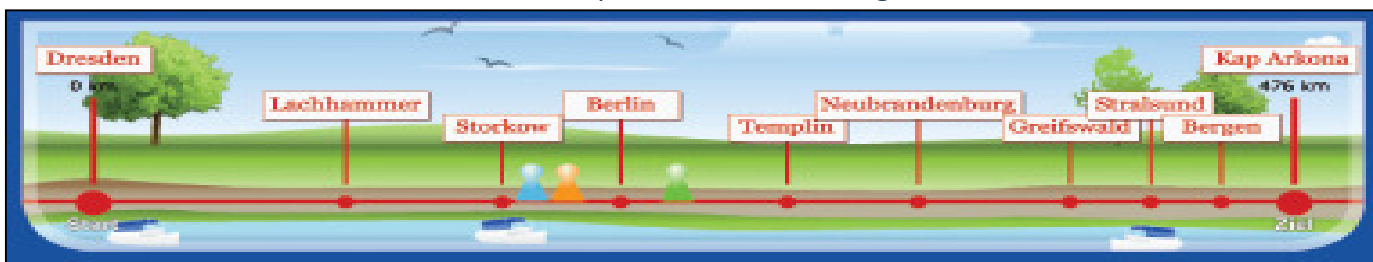 Dresden
0 km
Lachhammer
Storkow
Berlin
Templin
Neubrandenburg
Greifswald
Stralsund
Bergen
Kap Arkona
476 km
Start
Ziel